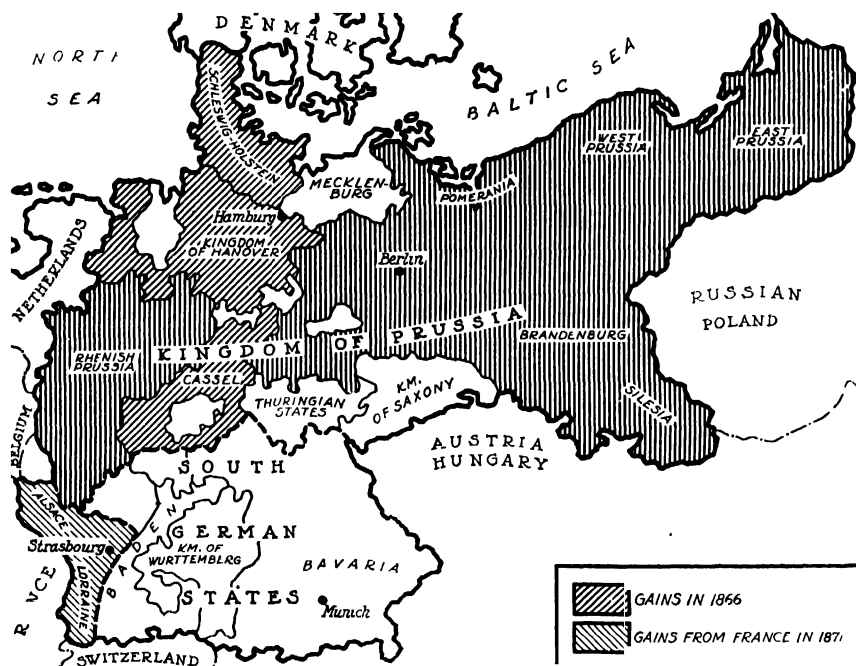 DENMARK
NORTH
SEA
BALTIC SEA
SCHLESWIG-HOLSTEIN
WEST
PRUSSIA
EAST
PRUSSIA
MECKLEN-
BURG
POMERANIA
Hamburg
KINGDOM
OF HANOVER
NETHERLANDS
Berlin
RUSSIAN
POLAND
KINGDOM OF PRUSSIA
BRANDENBURG
RHENISH
PRUSSIA
CASSEL
THURINGIAN
STATES
KM.
OF SAXONY
SILESIA
BELGIUM
AUSTRIA
HUNGARY
SOUTH
GERMAN
STATES
ALSACE
LORRAINE
Strasbourg
BADEN
KM. OF
WURTTEMBERG
BAVARIA
Munich
R NCE
SWITZERLAND
GAINS IN 1866
GAINS FROM FRANCE IN 1871